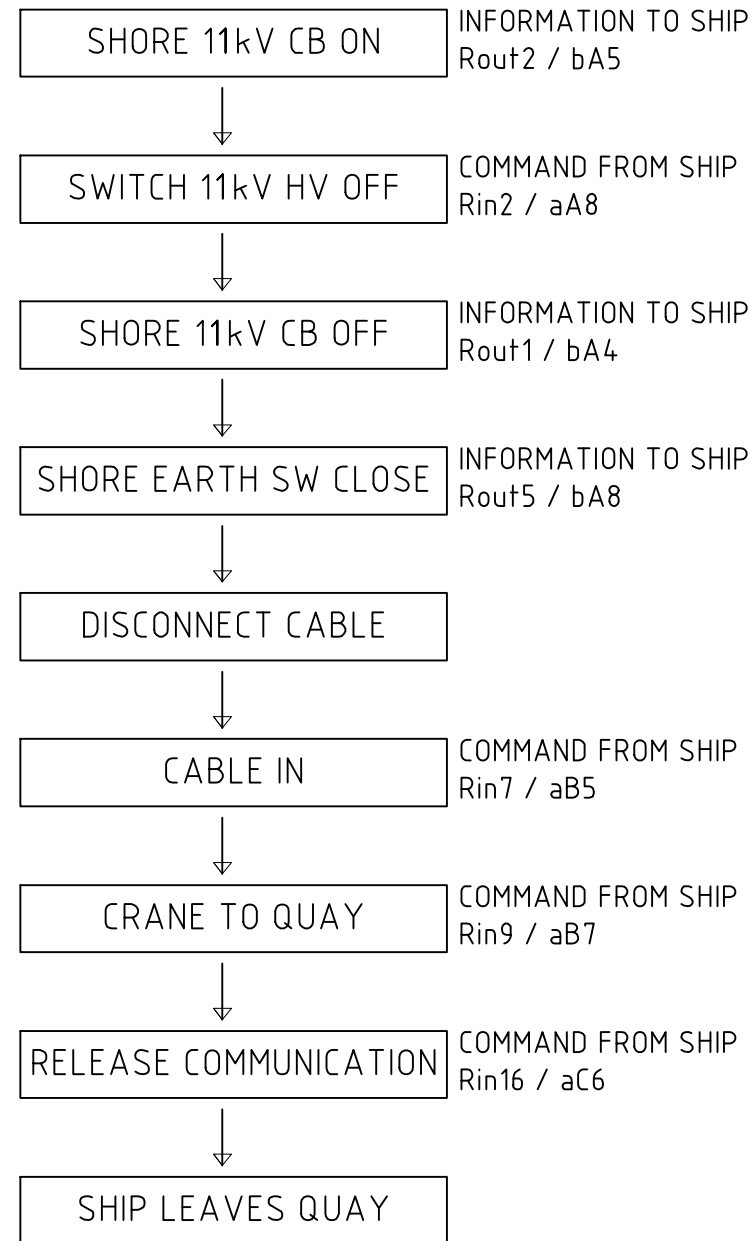 SHORE 11kV CB ON
INFORMATION TO SHIP
Rout2 / bA5
SWITCH 11kV HV OFF
COMMAND FROM SHIP
Rin2 / aA8
SHORE 11kV CB OFF
INFORMATION TO SHIP
Rout1 / bA4
SHORE EARTH SW CLOSE
INFORMATION TO SHIP
Rout5 / bA8
DISCONNECT CABLE
CABLE IN
COMMAND FROM SHIP
Rin7 / aB5
CRANE TO QUAY
COMMAND FROM SHIP
Rin9 / aB7
RELEASE COMMUNICATION
COMMAND FROM SHIP
Rin16 / aC6
SHIP LEAVES QUAY